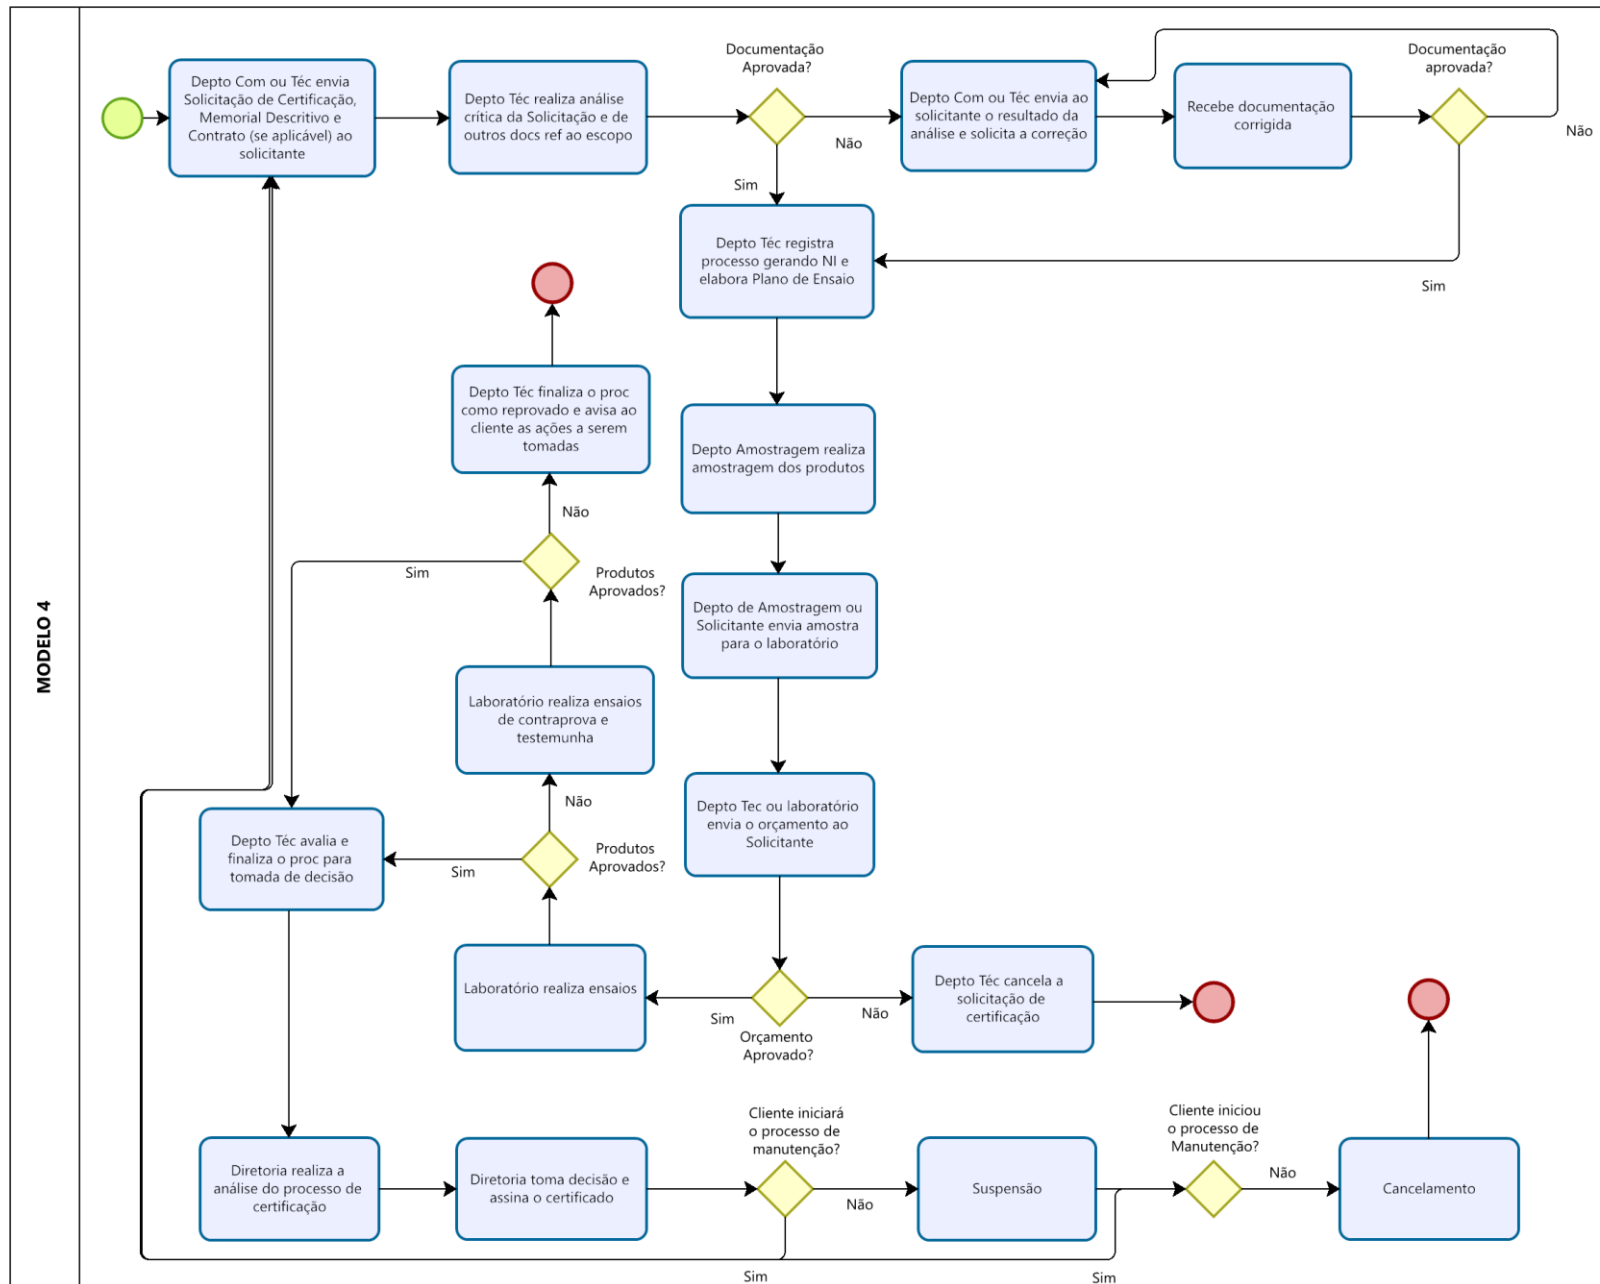 MODELO 4
Depto Com ou Téc envia
Solicitação de Certificação,
Memorial Descritivo e
Contrato (se aplicável) ao
solicitante
Depto Téc realiza análise
crítica da Solicitação e de
outros docs ref ao escopo
Documentação
Aprovada?
Não
Sim
Depto Com ou Téc envia ao
solicitante o resultado da
análise e solicita a correção
Recebe documentação
corrigida
Documentação
aprovada?
Não
Sim
Depto Téc registra
processo gerando NI e
elabora Plano de Ensaio
Depto Amostragem realiza
amostragem dos produtos
Depto de Amostragem ou
Solicitante envia amostra
para o laboratório
Depto Tec ou laboratório
envia o orçamento ao
Solicitante
Orçamento
Aprovado?
Não
Sim
Depto Téc cancela a
solicitação de
certificação
Laboratório realiza ensaios
Produtos
Aprovados?
Sim
Não
Laboratório realiza ensaios
de contraprova e
testemunha
Produtos
Aprovados?
Sim
Não
Depto Téc finaliza o proc
como reprovado e avisa ao
cliente as ações a serem
tomadas
Depto Téc avalia e
finaliza o proc para
tomada de decisão
Diretoria realiza a
análise do processo de
certificação
Diretoria toma decisão e
assina o certificado
Cliente iniciará
o processo de
manutenção?
Não
Sim
Suspensão
Cliente iniciou
o processo de
Manutenção?
Não
Sim
Cancelamento